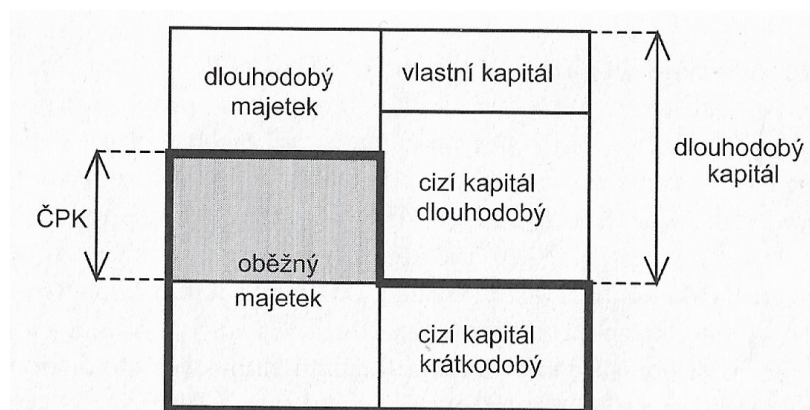 dlouhodobý
majetek
vlastní kapitál
dlouhodobý
kapitál
cizí kapitál
dlouhodobý
ČPK
oběžný
majetek
cizí kapitál
krátkodobý